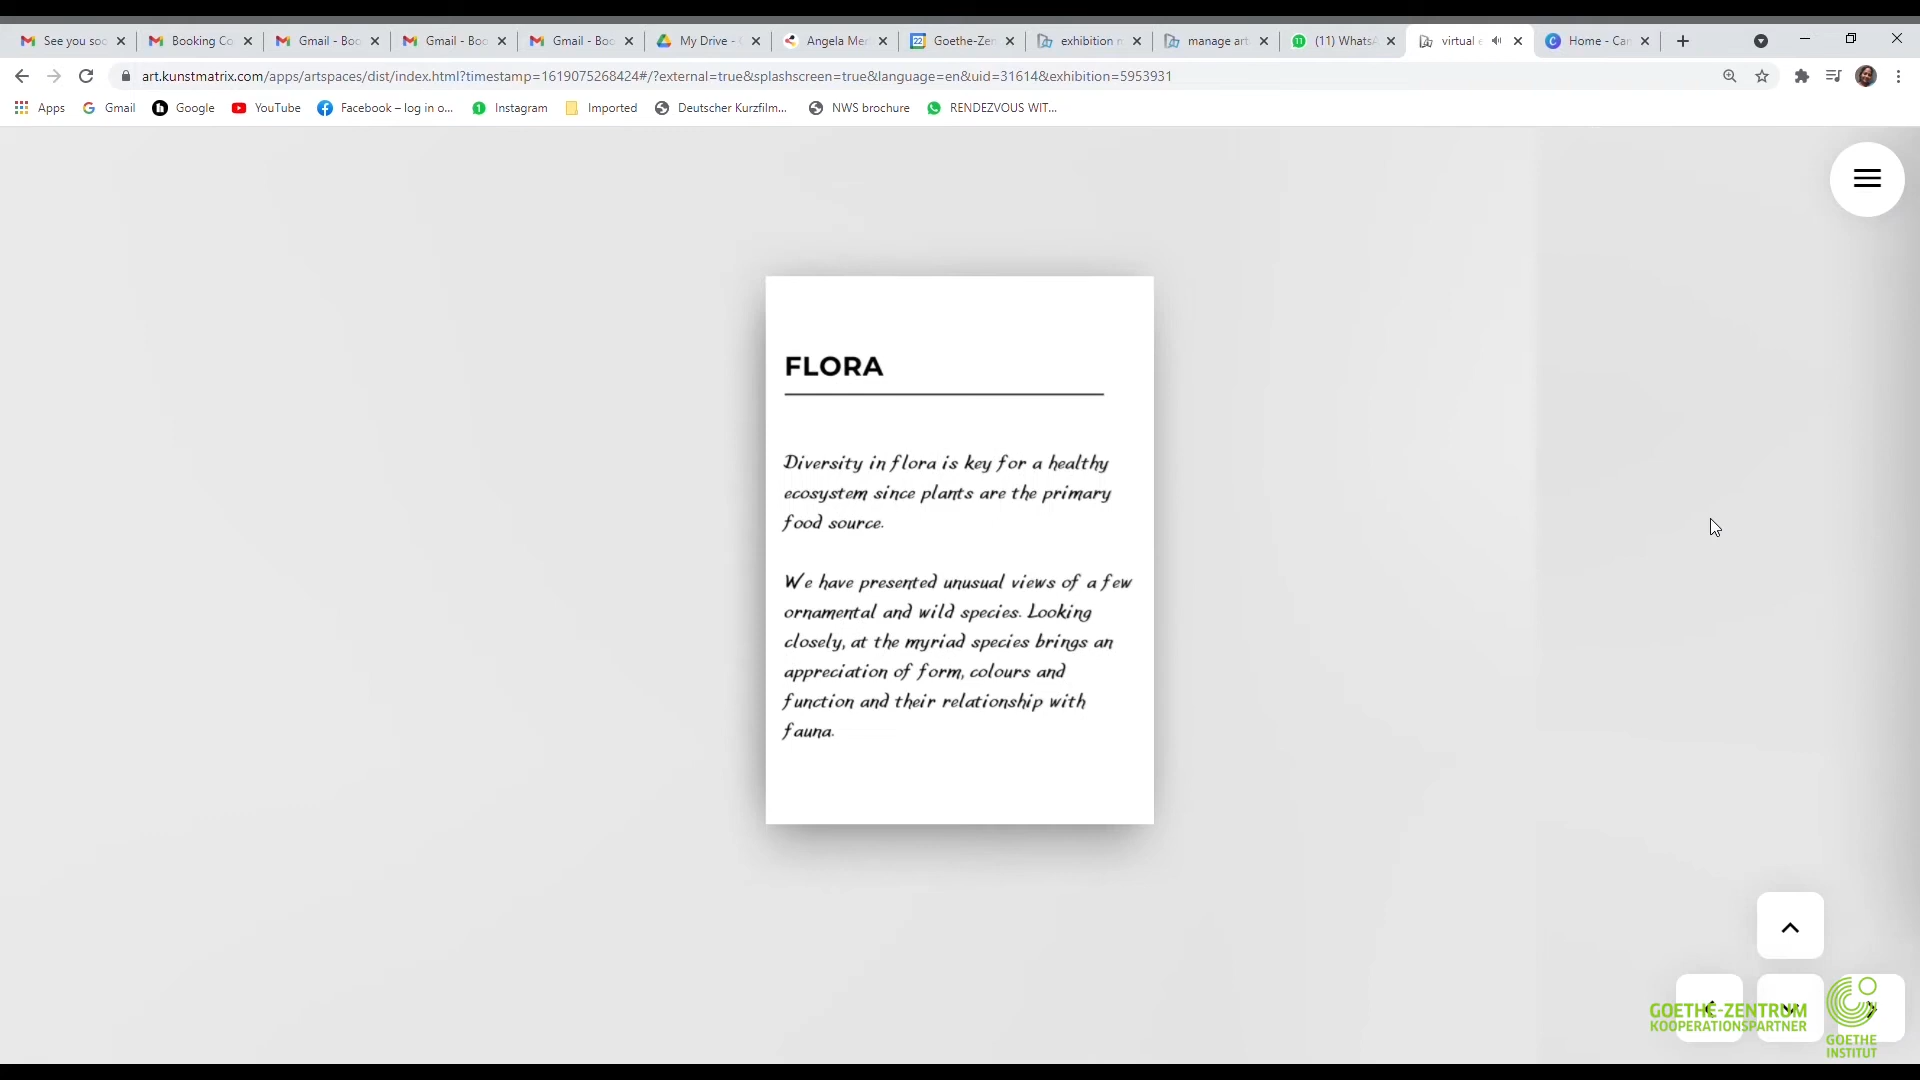 See you soo
Booking Co
Gmail - Boo
Gmail - Boo
Gmail - Boo
My Drive -
Angela Mer
Goethe-Zen
exhibition m
manage art
(11) WhatsA
virtual e
Home - Can
art.kunstmatrix.com/apps/artspaces/dist/index.html?timestamp=1619075268424#/?external=true&splashscreen=true&language=en&uid=31614&exhibition=5953931
Apps
Gmail
Google
YouTube
Facebook – log in o...
Instagram
Imported
Deutscher Kurzfilm...
NWS brochure
RENDEZVOUS WIT...
FLORA
Diversity in flora is key for a healthy
ecosystem since plants are the primary
food source.
We have presented unusual views of a few
ornamental and wild species. Looking
closely, at the myriad species brings an
appreciation of form, colours and
function and their relationship with
fauna.
GOETHE-ZENTRUM
KOOPERATIONSPARTNER
GOETHE
INSTITUT